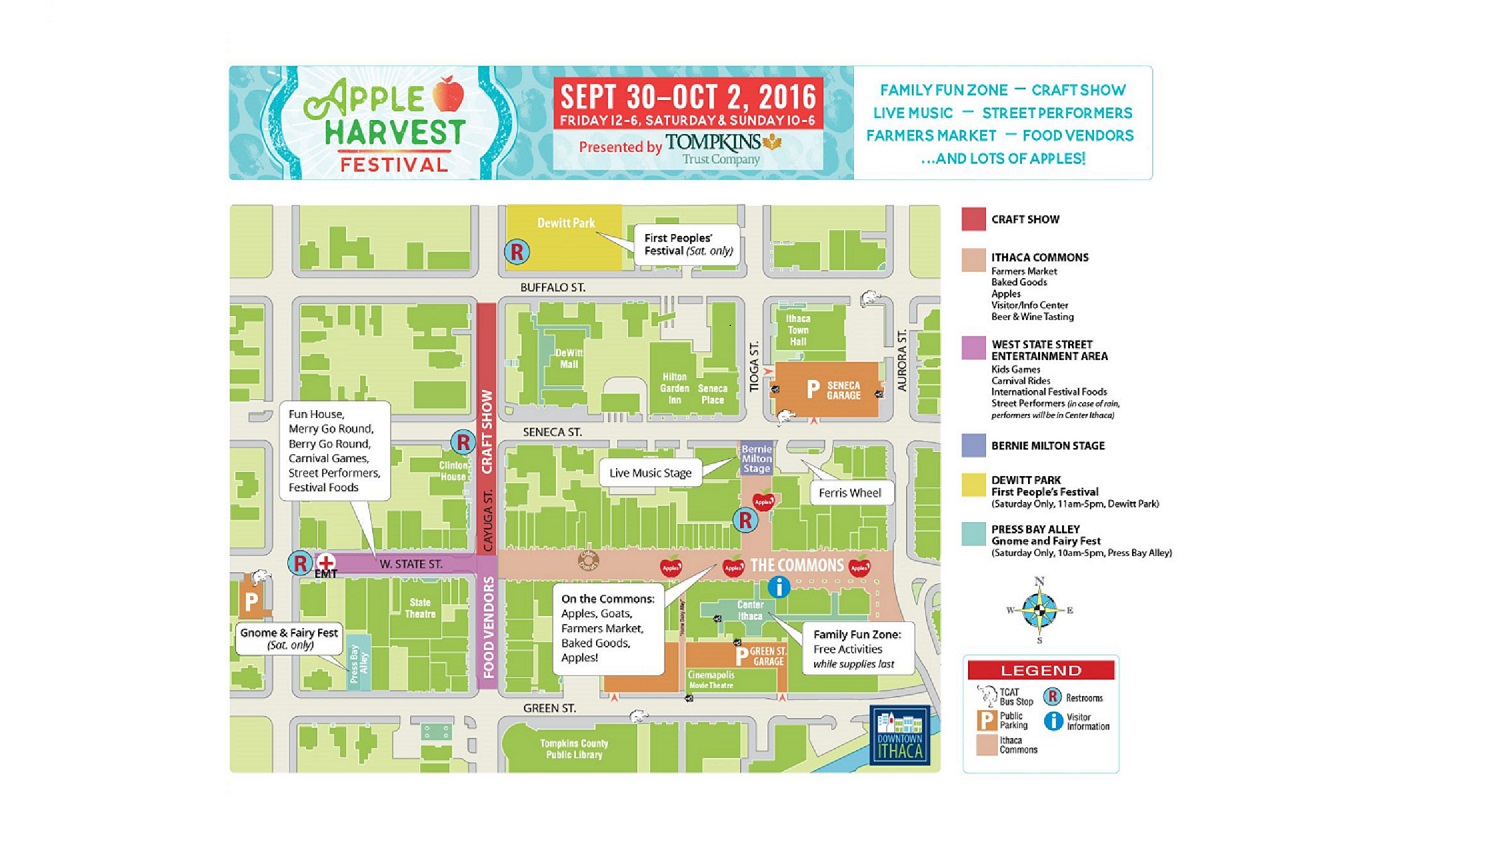 APPLE
HARVEST
FESTIVAL
SEPT 30–OCT 2, 2016
FRIDAY 12-6, SATURDAY & SUNDAY 10-6
Presented by TOMPKINS
Trust Company
FAMILY FUN ZONE — CRAFT SHOW
LIVE MUSIC — STREET PERFORMERS
FARMERS MARKET — FOOD VENDORS
...AND LOTS OF APPLES!
Dewitt Park
R
First Peoples'
Festival (Sat. only)
BUFFALO ST.
Ithaca
Town
Hall
DeWitt
Mall
TIOGA ST.
AURORA ST.
Hilton
Garden
Inn
Seneca
Place
P SENECA
GARAGE
CRAFT SHOW
Fun House,
Merry Go Round,
Berry Go Round,
Carnival Games,
Street Performers,
Festival Foods
SENECA ST.
R
Clinton
House
Bernie
Milton
Stage
Live Music Stage
Ferris Wheel
CAYUGA ST.
Apples
R
R
EMT
W. STATE ST.
Apples
Apples
THE COMMONS
Apples
i
P
State
Theatre
FOOD VENDORS
On the Commons:
Apples, Goats,
Farmers Market,
Baked Goods,
Apples!
Center
Ithaca
Gnome & Fairy Fest
(Sat. only)
Press Bay
Alley
Family Fun Zone:
Free Activities
while supplies last
P GREEN ST.
GARAGE
Cinemapolis
Movie Theatre
GREEN ST.
Tompkins County
Public Library
DOWNTOWN
ITHACA
CRAFT SHOW
ITHACA COMMONS
Farmers Market
Baked Goods
Apples
Visitor/Info Center
Beer & Wine Tasting
WEST STATE STREET
ENTERTAINMENT AREA
Kids Games
Carnival Rides
International Festival Foods
Street Performers (in case of rain,
performers will be in Center Ithaca)
BERNIE MILTON STAGE
DEWITT PARK
First People's Festival
(Saturday Only, 11am-5pm, Dewitt Park)
PRESS BAY ALLEY
Gnome and Fairy Fest
(Saturday Only, 10am-5pm, Press Bay Alley)
N
W E
S
LEGEND
TCAT
Bus Stop
R Restrooms
P Public
Parking
i Visitor
Information
Ithaca
Commons